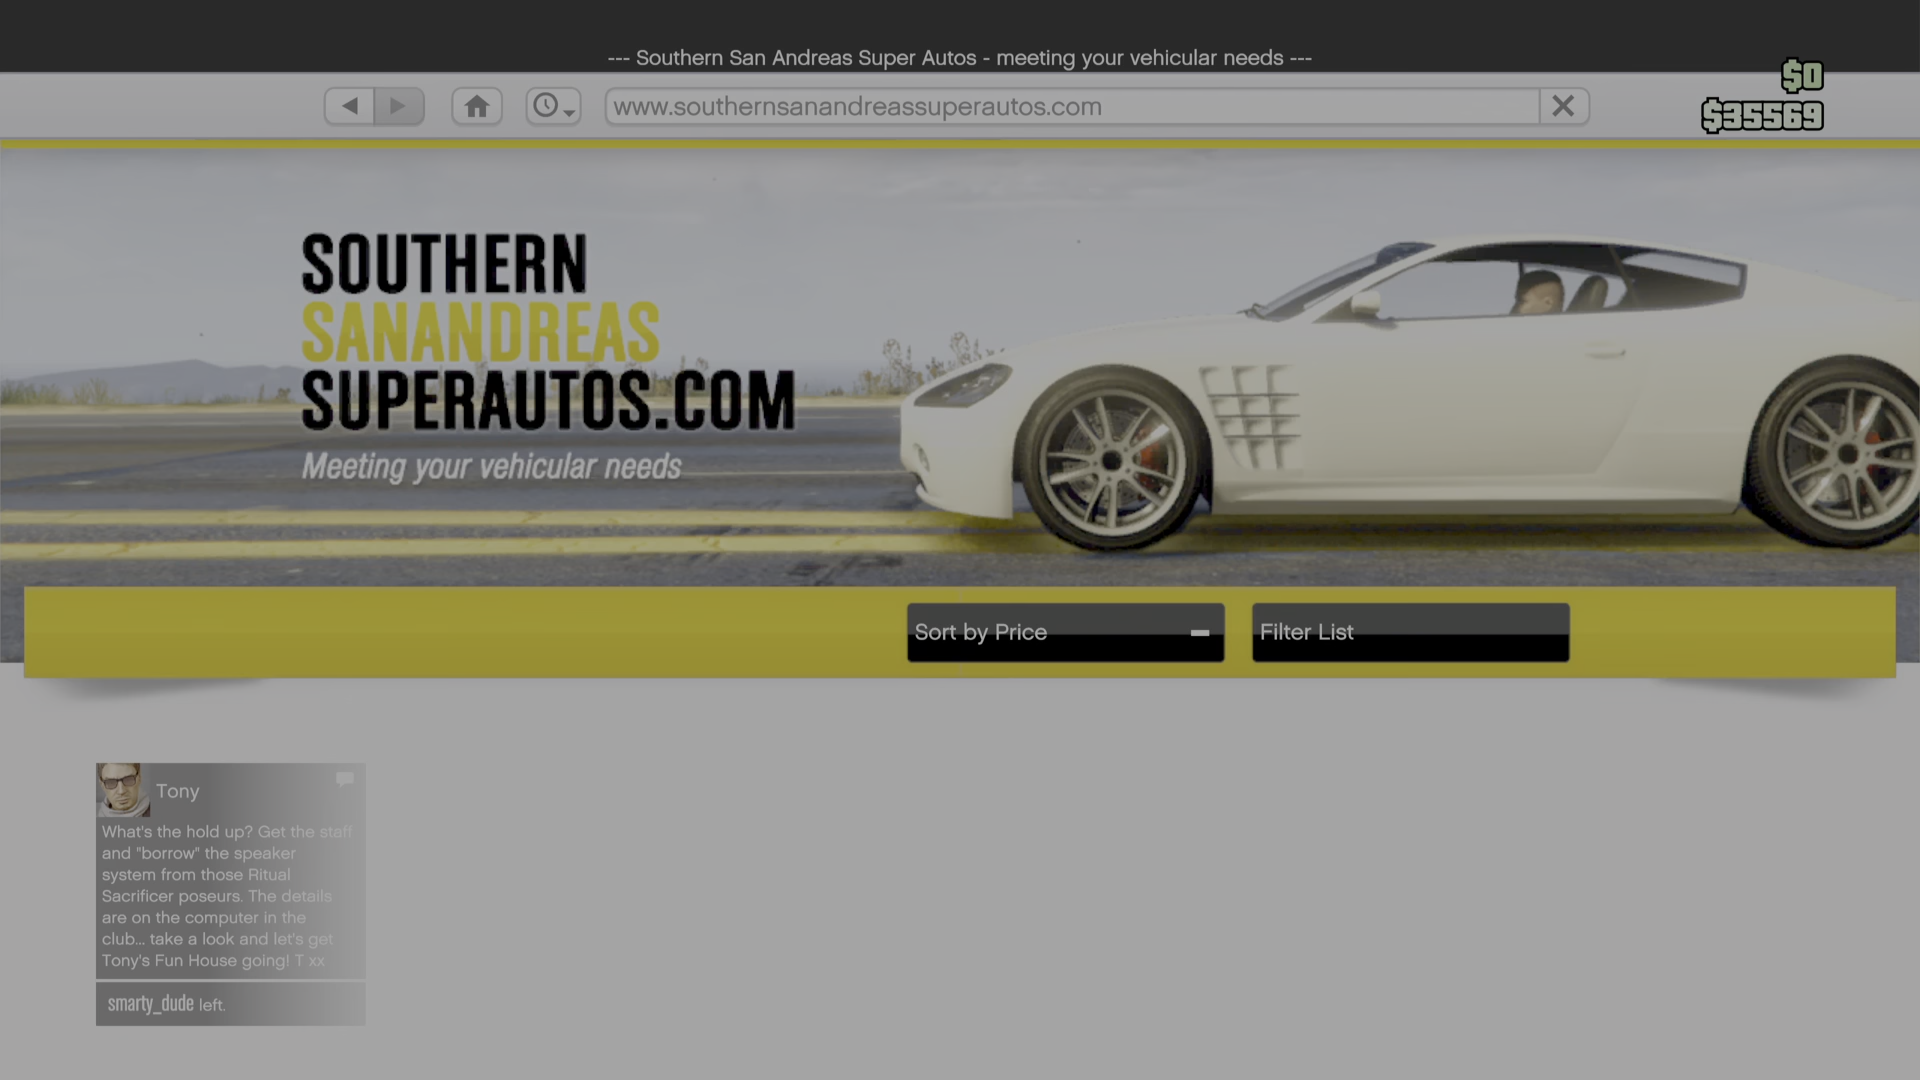 --- Southern San Andreas Super Autos - meeting your vehicular needs ---
$0
www.southernsanandreassuperautos.com
$35569
SOUTHERN
SANANDREAS
SUPERAUTOS.COM
Meeting your vehicular needs
Sort by Price
Filter List
Tony
What's the hold up? Get the staff
and "borrow" the speaker
system from those Ritual
Sacrificer poseurs. The details
are on the computer in the
club... take a look and let's get
Tony's Fun House going! T xx
smarty_dude left.